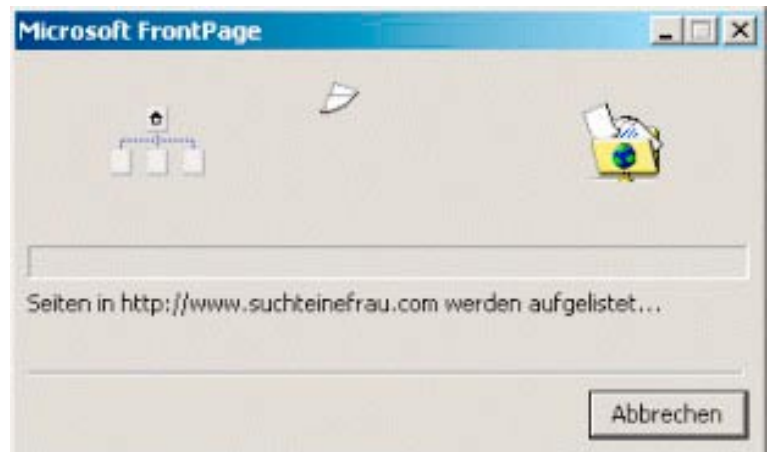 Microsoft FrontPage
Seiten in http://www.suchteinefrau.com werden aufgelistet...
Abbrechen